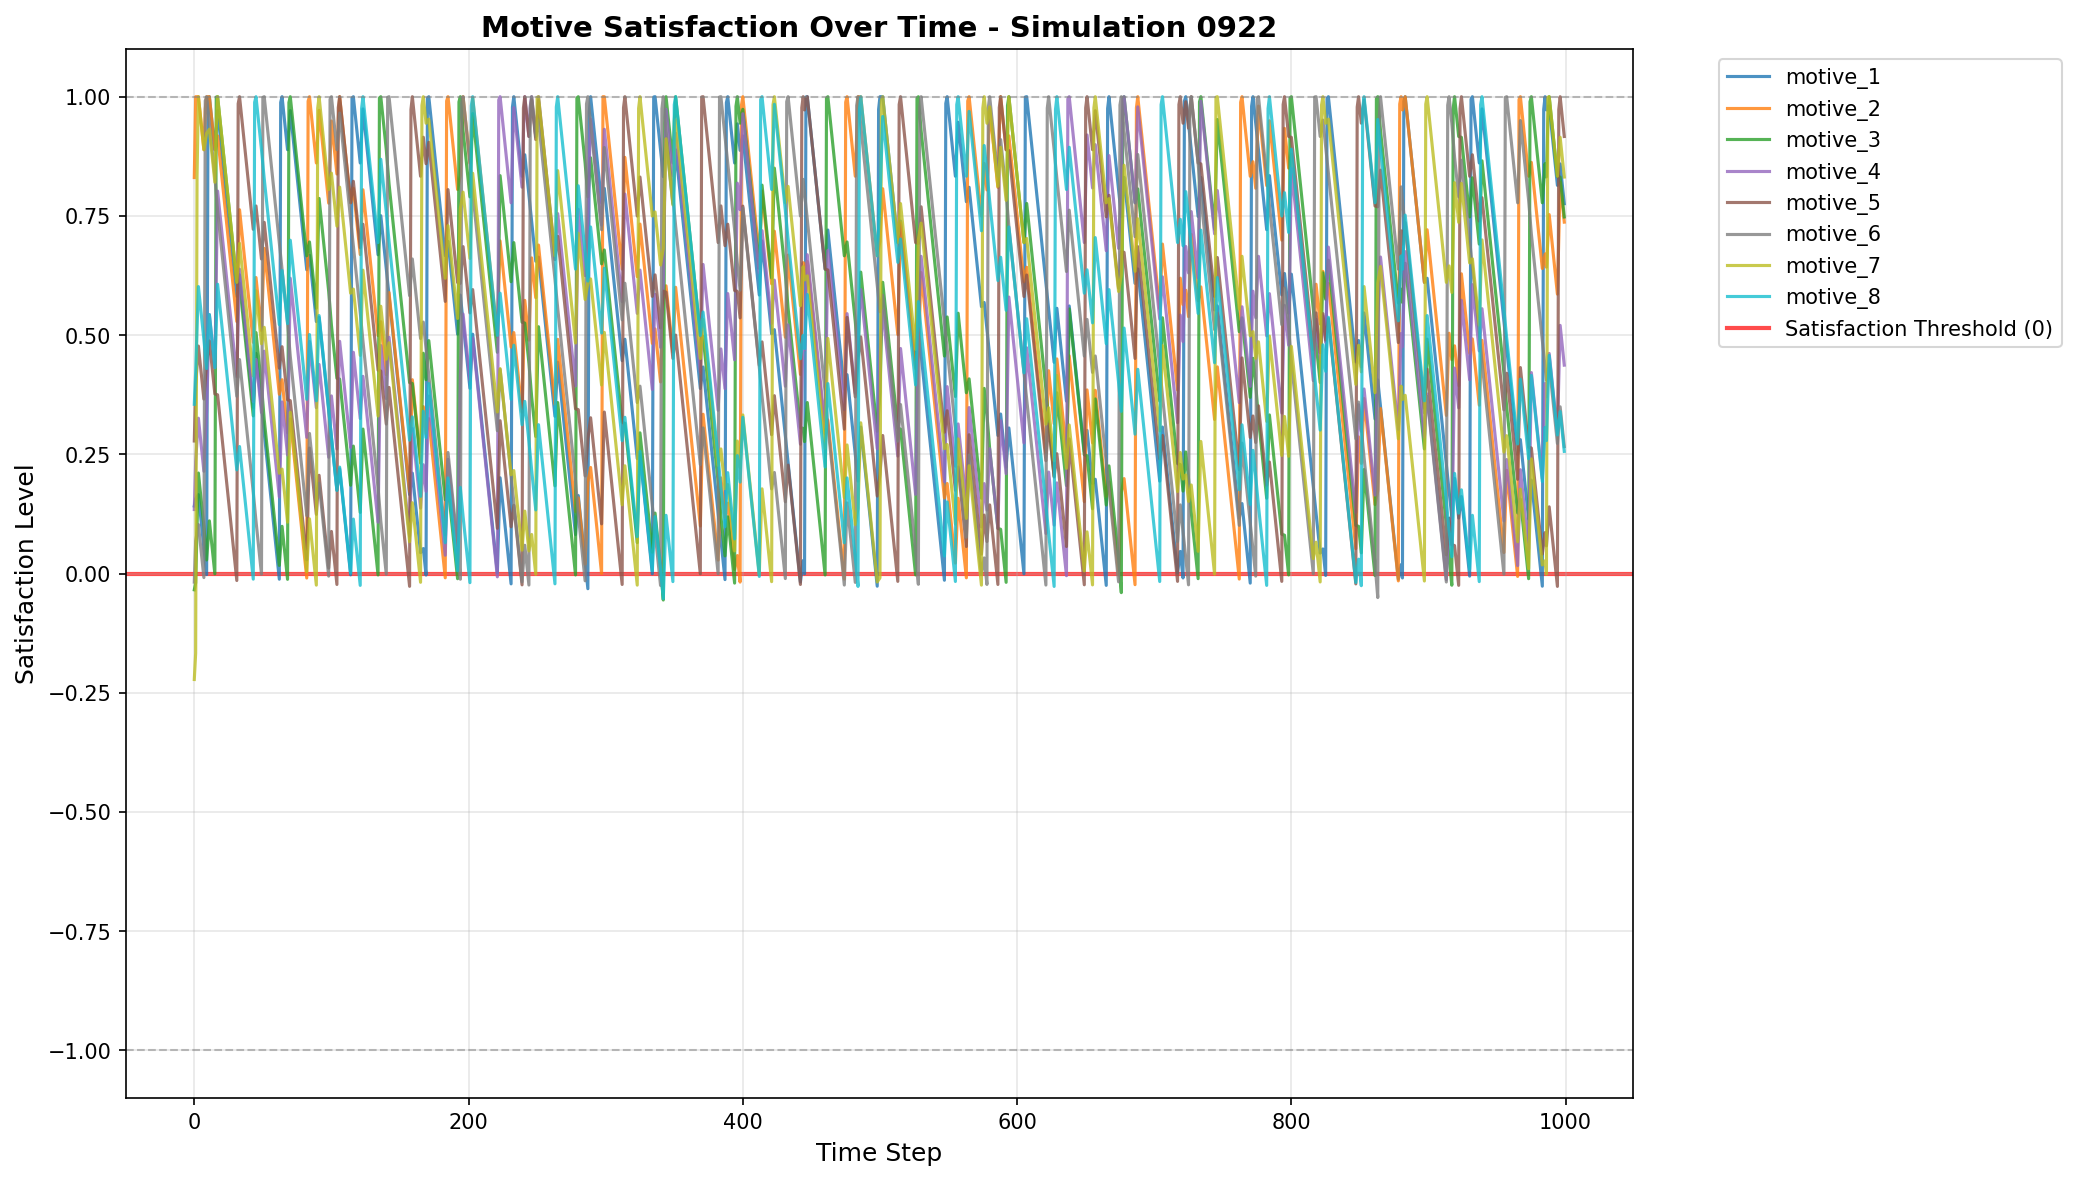 Motive Satisfaction Over Time - Simulation 0922
Satisfaction Level
1.00
0.75
0.50
0.25
0.00
−0.25
−0.50
−0.75
−1.00
0
200
400
600
800
1000
Time Step
motive_1
motive_2
motive_3
motive_4
motive_5
motive_6
motive_7
motive_8
Satisfaction Threshold (0)